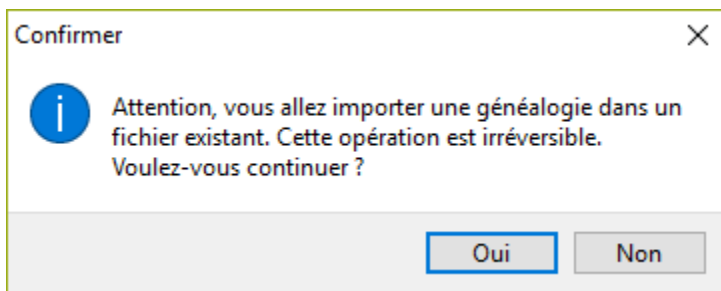 Confirmer
Attention, vous allez importer une généalogie dans un
fichier existant. Cette opération est irréversible.
Voulez-vous continuer ?
Oui
Non